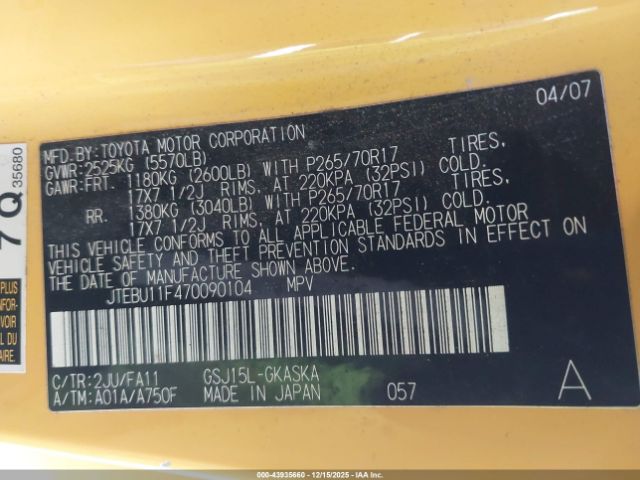 04/07
MFD.BY:TOYOTA MOTOR CORPORATION
GVWR:2525KG (5570LB)
GAWR:FRT. 1180KG (2600LB) WITH P265/70R17 TIRES,
17X7 1/2J RIMS, AT 220KPA (32PSI) COLD.
RR. 1380KG (3040LB) WITH P265/70R17 TIRES,
17X7 1/2J RIMS, AT 220KPA (32PSI) COLD.
THIS VEHICLE CONFORMS TO ALL APPLICABLE FEDERAL MOTOR
VEHICLE SAFETY AND THEFT PREVENTION STANDARDS IN EFFECT ON
THE DATE OF MANUFACTURE SHOWN ABOVE.
JTEBU11F470090104 MPV
C/TR:2JU/FA11 GSJ15L-GKASKA
A/TM:A01A/A750F MADE IN JAPAN 057 A
7 Q 35680
PLUS
NFOR-
VOIR
DU
000-43935660 - 12/15/2025 - IAAI.CA